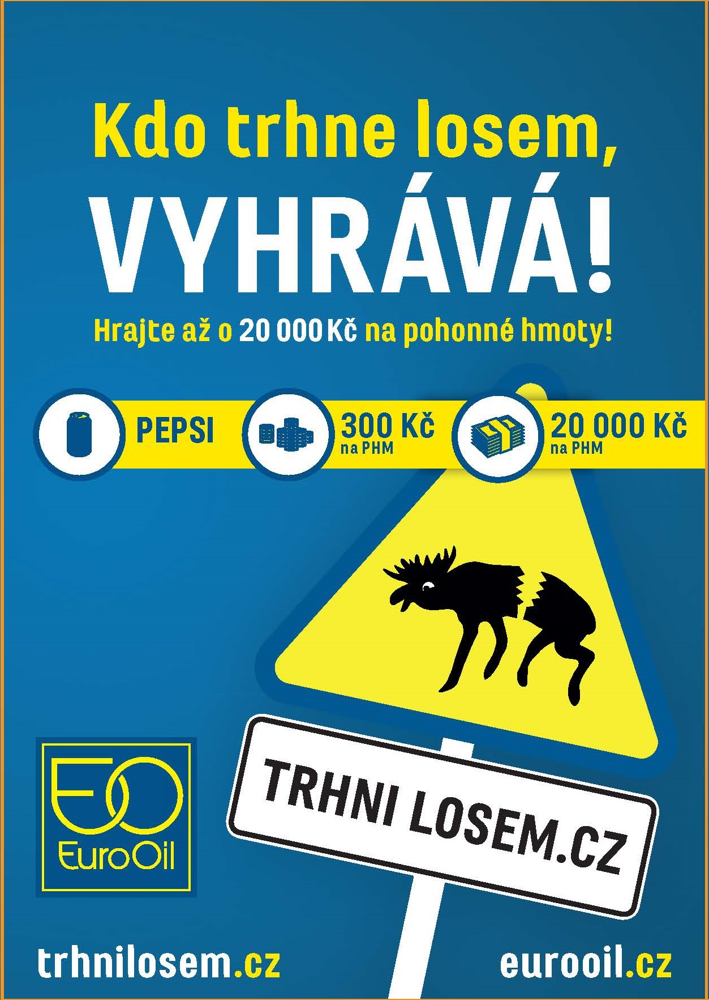 Kdo trhne losem,
VYHRÁVÁ!
Hrajte až o 20 000 Kč na pohonné hmoty!
PEPSI
300 Kč
na PHM
20 000 Kč
na PHM
TRHNI LOSEM.CZ
EO
EuroOil
trhnilosem.cz
eurooil.cz